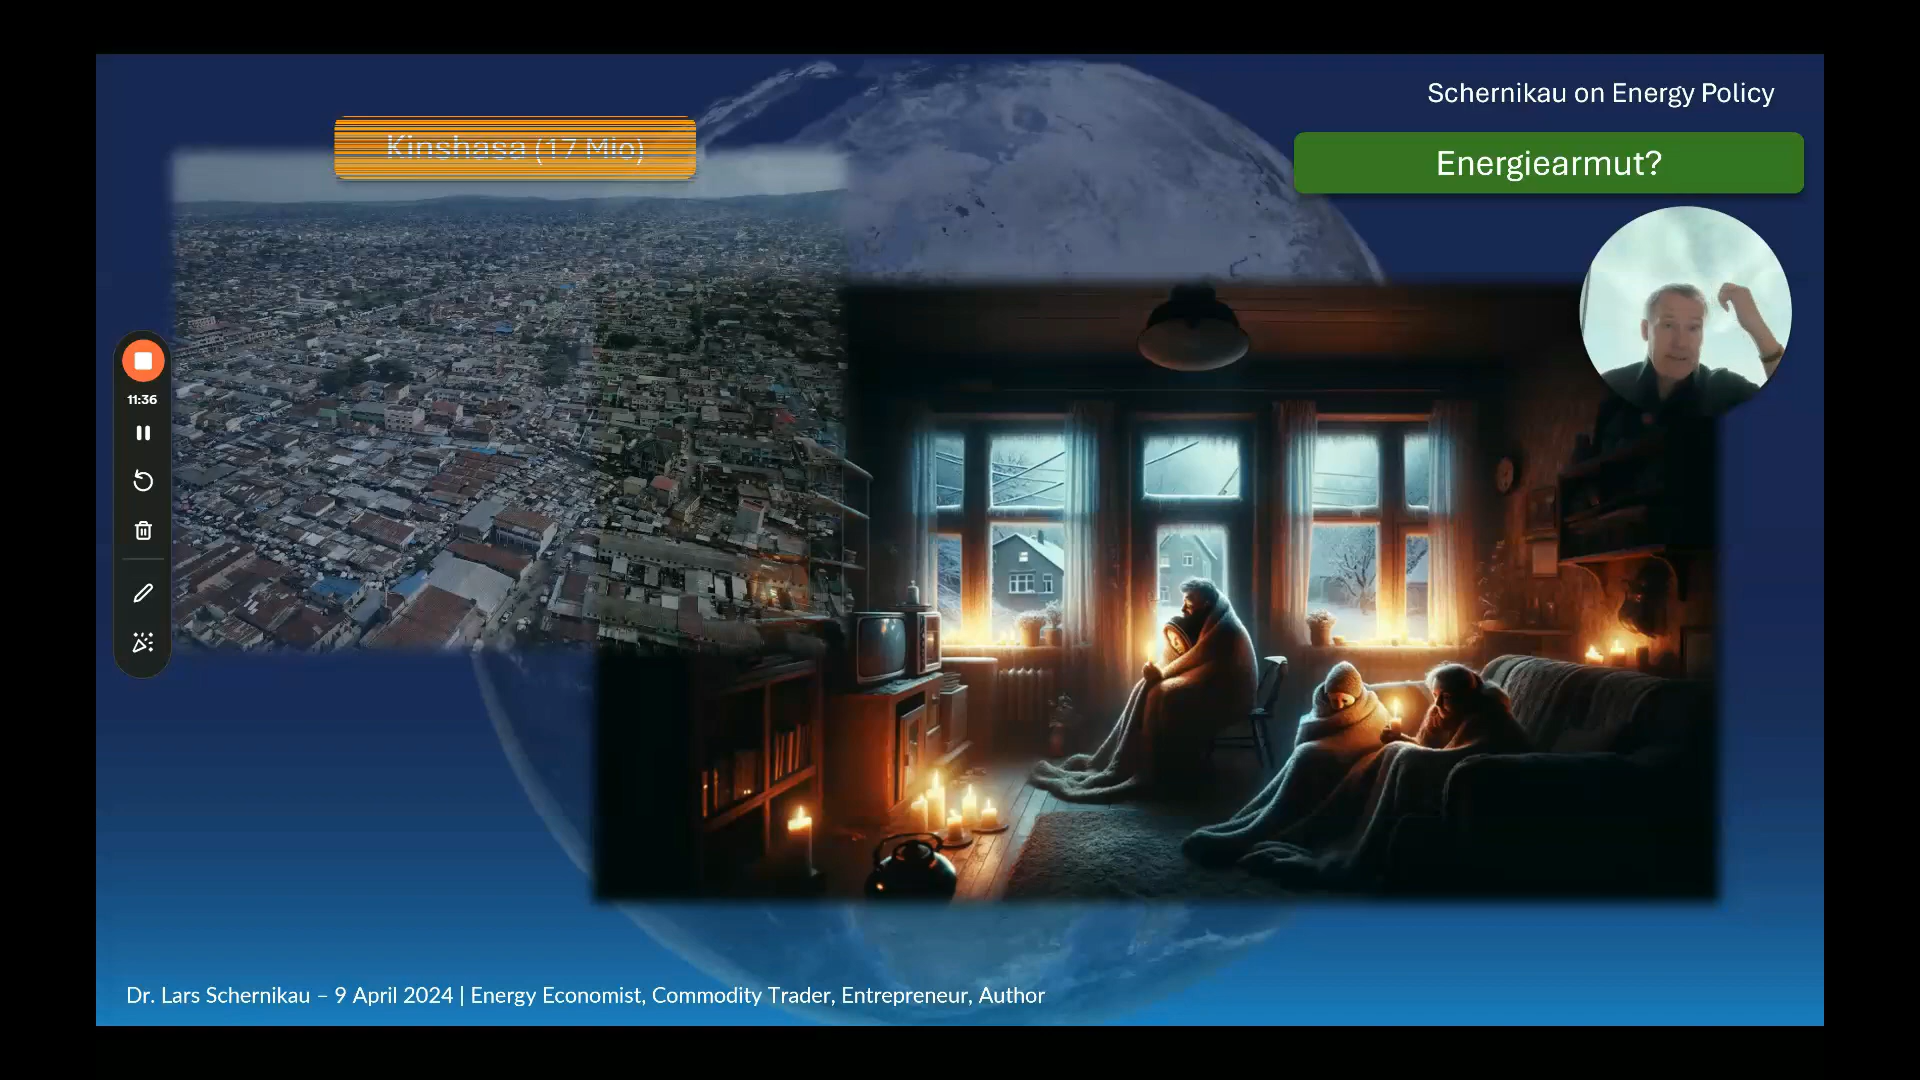 Schernikau on Energy Policy
Kinshasa (17 Mio)
Energiearmut?
11:36
Dr. Lars Schernikau – 9 April 2024 | Energy Economist, Commodity Trader, Entrepreneur, Author